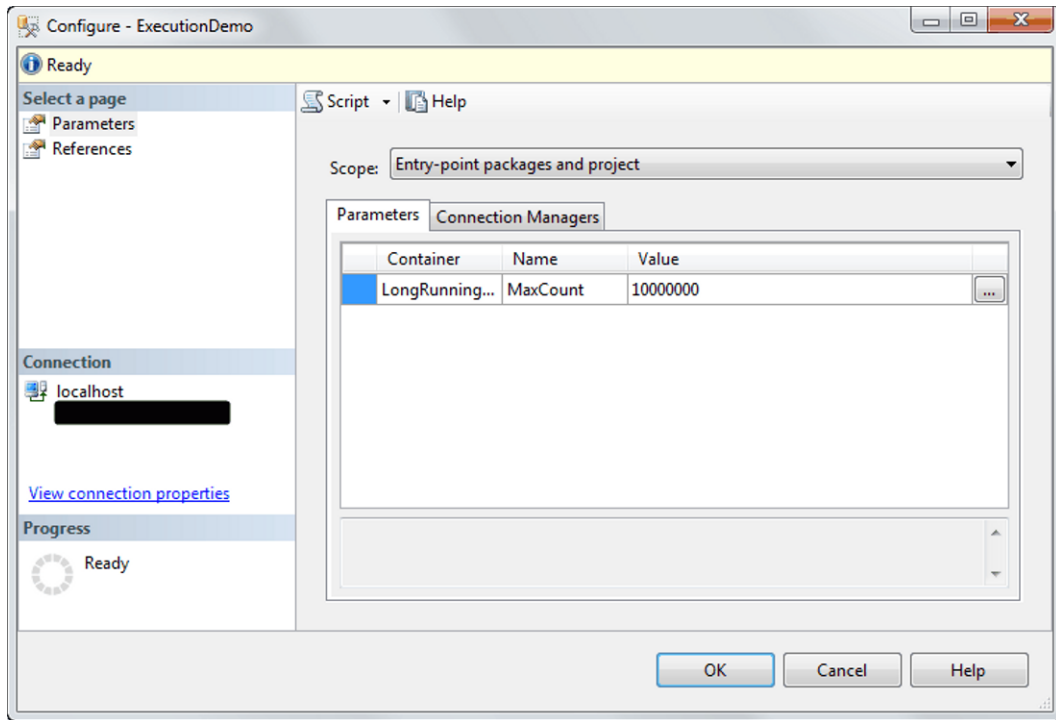 Configure - ExecutionDemo
Ready
Select a page
Parameters
References
Script Help
Scope: Entry-point packages and project
Parameters Connection Managers
Container Name Value
LongRunning... MaxCount 10000000 ...
Connection
localhost
View connection properties
Progress
Ready
OK Cancel Help